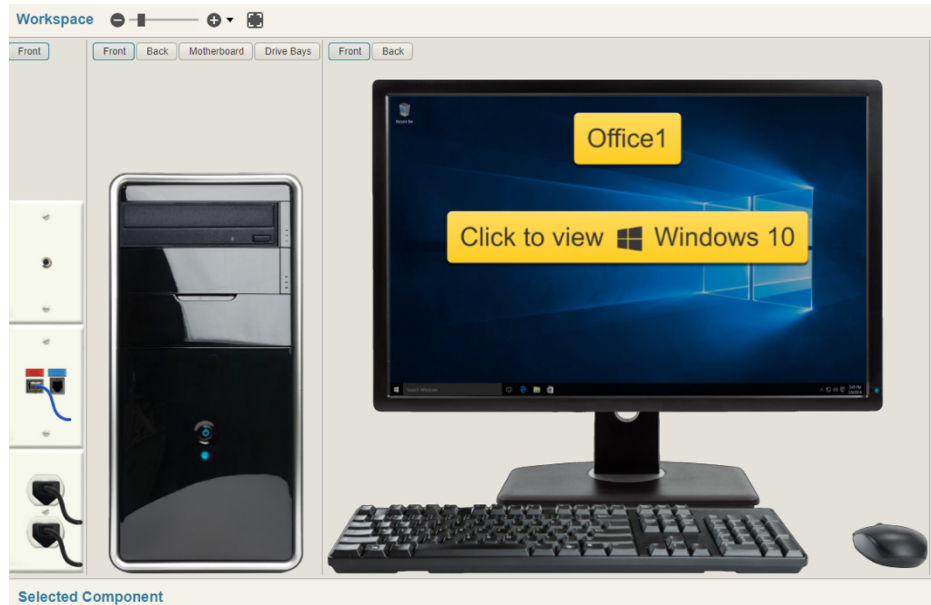 Workspace
Front
Front Back Motherboard Drive Bays
Front Back
Office1
Click to view Windows 10
Selected Component